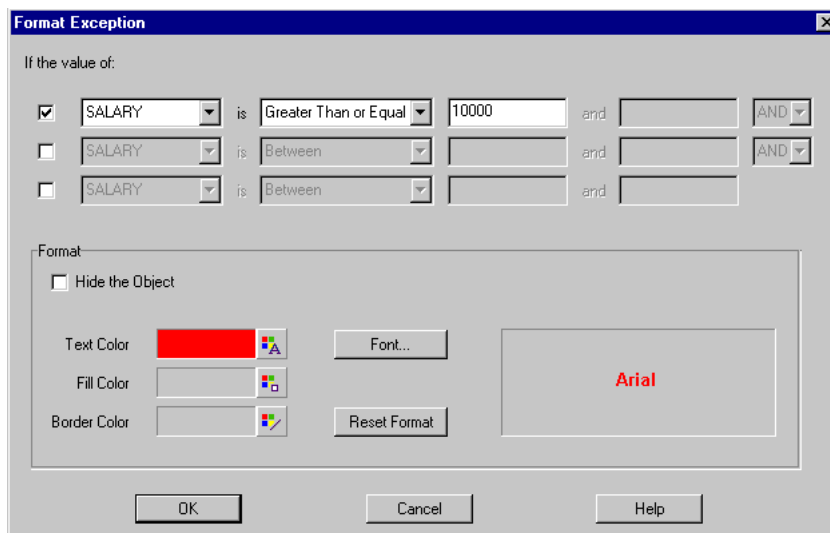 Format Exception
If the value of:
SALARY is Greater Than or Equal 10000 and AND
SALARY is Between and AND
SALARY is Between and
Format
Hide the Object
Text Color Font...
Fill Color Arial
Border Color Reset Format
OK Cancel Help